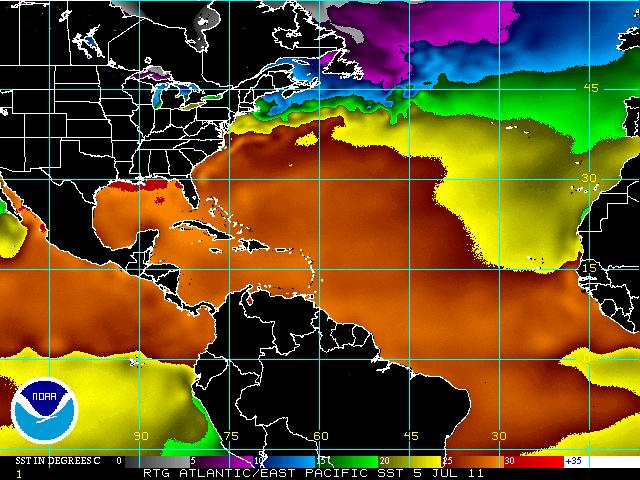 45
30
15
0
NOAA
90 75 60 45 30
SST IN DEGREES C 0 5 10 15 20 25 30 +35
1 RTG ATLANTIC/EAST PACIFIC SST 5 JUL 11